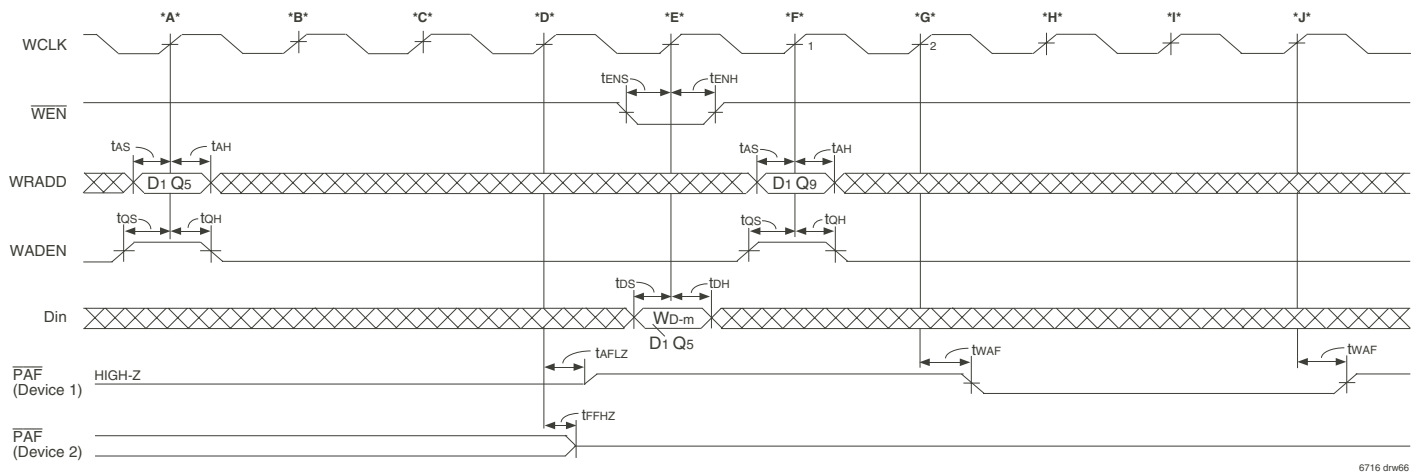 *A* *B* *C* *D* *E* *F* *G* *H* *I* *J*
WCLK 1 2
tENS tENH
WEN
tAS tAH tAS tAH
WRADD D1 Q5 D1 Q9
tQS tQH tQS tQH
WADEN
tDS tDH
Din WD-m
D1 Q5
tAFLZ tWAF tWAF
PAF HIGH-Z
(Device 1)
tFFHZ
PAF
(Device 2)
6716 drw66